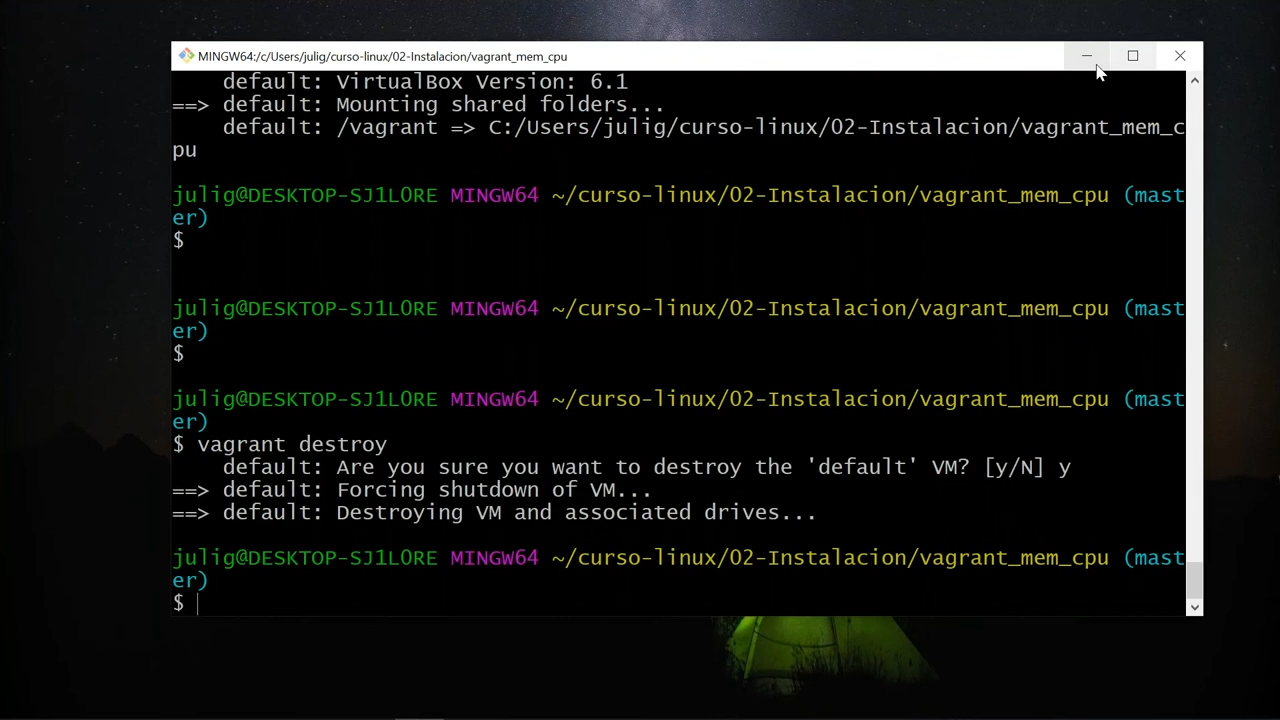 MINGW64:/c/Users/julig/curso-linux/02-Instalacion/vagrant_mem_cpu
default: VirtualBox Version: 6.1
==> default: Mounting shared folders...
default: /vagrant => C:/Users/julig/curso-linux/02-Instalacion/vagrant_mem_c
pu
julig@DESKTOP-SJ1L0RE MINGW64 ~/curso-linux/02-Instalacion/vagrant_mem_cpu (mast
er)
$
julig@DESKTOP-SJ1L0RE MINGW64 ~/curso-linux/02-Instalacion/vagrant_mem_cpu (mast
er)
$
julig@DESKTOP-SJ1L0RE MINGW64 ~/curso-linux/02-Instalacion/vagrant_mem_cpu (mast
er)
$ vagrant destroy
default: Are you sure you want to destroy the 'default' VM? [y/N] y
==> default: Forcing shutdown of VM...
==> default: Destroying VM and associated drives...
julig@DESKTOP-SJ1L0RE MINGW64 ~/curso-linux/02-Instalacion/vagrant_mem_cpu (mast
er)
$